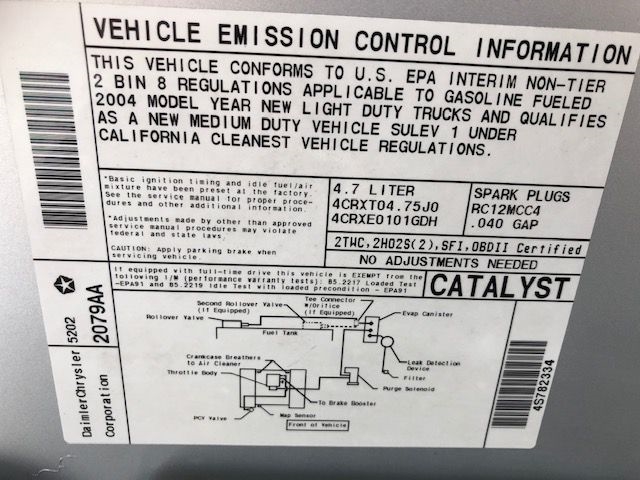 VEHICLE EMISSION CONTROL INFORMATION
THIS VEHICLE CONFORMS TO U.S. EPA INTERIM NON-TIER
2 BIN 8 REGULATIONS APPLICABLE TO GASOLINE FUELED
2004 MODEL YEAR NEW LIGHT DUTY TRUCKS AND QUALIFIES
AS A NEW MEDIUM DUTY VEHICLE SULEV 1 UNDER
CALIFORNIA CLEANEST VEHICLE REGULATIONS.
*Basic ignition timing and idle fuel/air
mixture have been preset at the factory.
See the service manual for proper proce-
dures and other additional information.
*Adjustments made by other than approved
service manual procedures may violate
federal and state laws.
CAUTION: Apply parking brake when
servicing vehicle.
4.7 LITER
4CRXT04.75J0
4CRXE0101GDH
SPARK PLUGS
RC12MCC4
.040 GAP
2TWC,2HO2S(2),SFI,OBDII Certified
NO ADJUSTMENTS NEEDED
If equipped with full-time drive this vehicle is EXEMPT from the
following I/M (performance warranty tests): 85.2217 Loaded Test
-EPA91 and 85.2219 Idle Test with loaded precondition - EPA91
CATALYST
Second Rollover Valve
(If Equipped)
Tee Connector
w/Orifice
(If Equipped)
Rollover Valve
Fuel Tank
Evap Canister
Crankcase Breathers
to Air Cleaner
Throttle Body
Leak Detection
Device
Filter
Purge Solenoid
To Brake Booster
Map Sensor
PCV Valve
Front of Vehicle
DaimlerChrysler
Corporation
5202
2079AA
4S782334